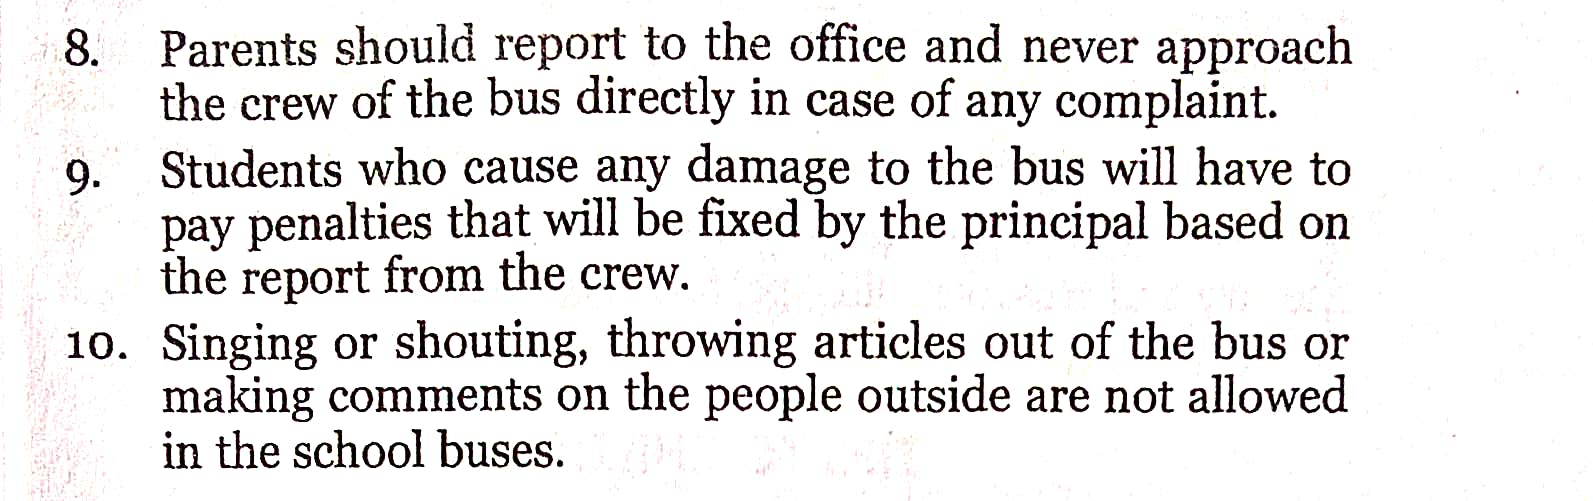 8. Parents should report to the office and never approach
the crew of the bus directly in case of any complaint.
9. Students who cause any damage to the bus will have to
pay penalties that will be fixed by the principal based on
the report from the crew.
10. Singing or shouting, throwing articles out of the bus or
making comments on the people outside are not allowed
in the school buses.